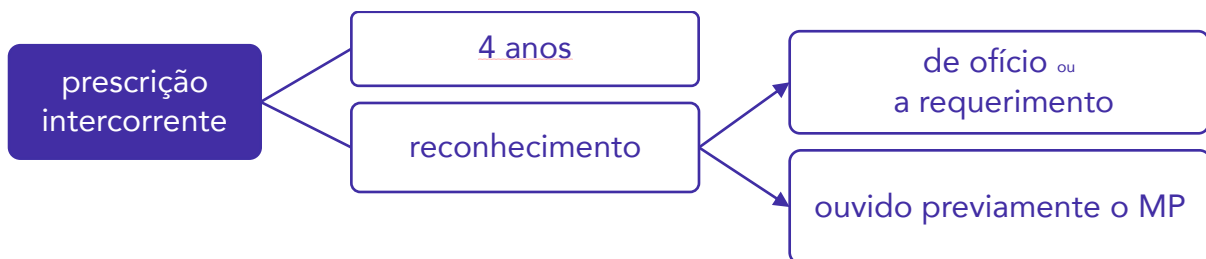 prescrição
intercorrente
4 anos
reconhecimento
de ofício ou
a requerimento
ouvido previamente o MP